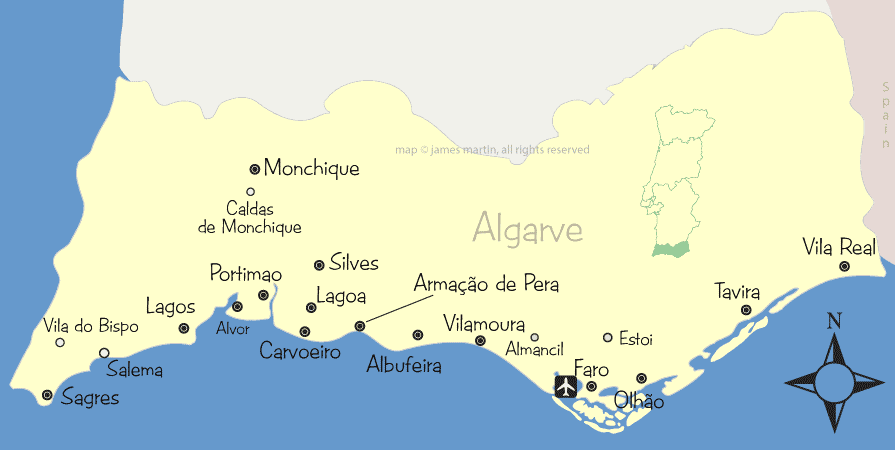 Spain
map © james martin, all rights reserved
Monchique
Caldas
de Monchique
Algarve
Vila Real
Silves
Portimao
Armação de Pera
Lagoa
Tavira
Lagos
N
Vila do Bispo
Alvor
Vilamoura
Estoi
Carvoeiro
Almancil
Albufeira
Salema
Faro
Sagres
Olhão